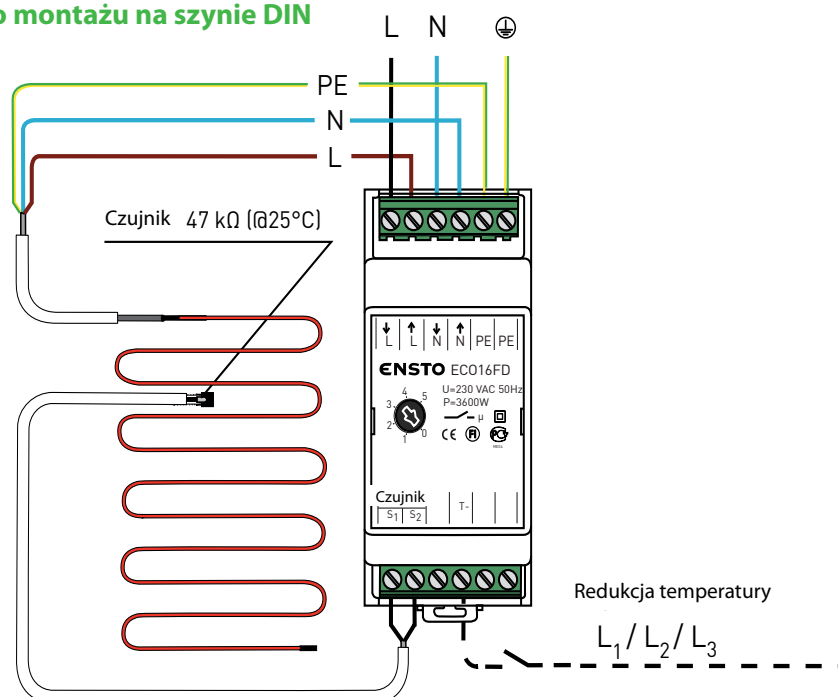 o montażu na szynie DIN
L N
PE
N
L
Czujnik 47 kΩ (@25°C)
L L N N PE PE
ENSTO ECO16FD
U=230 VAC 50Hz
P=3600W
µ
0 1 2 3 4 5
CE FI
Czujnik
S1 S2 T-
Redukcja temperatury
L1/L2/L3